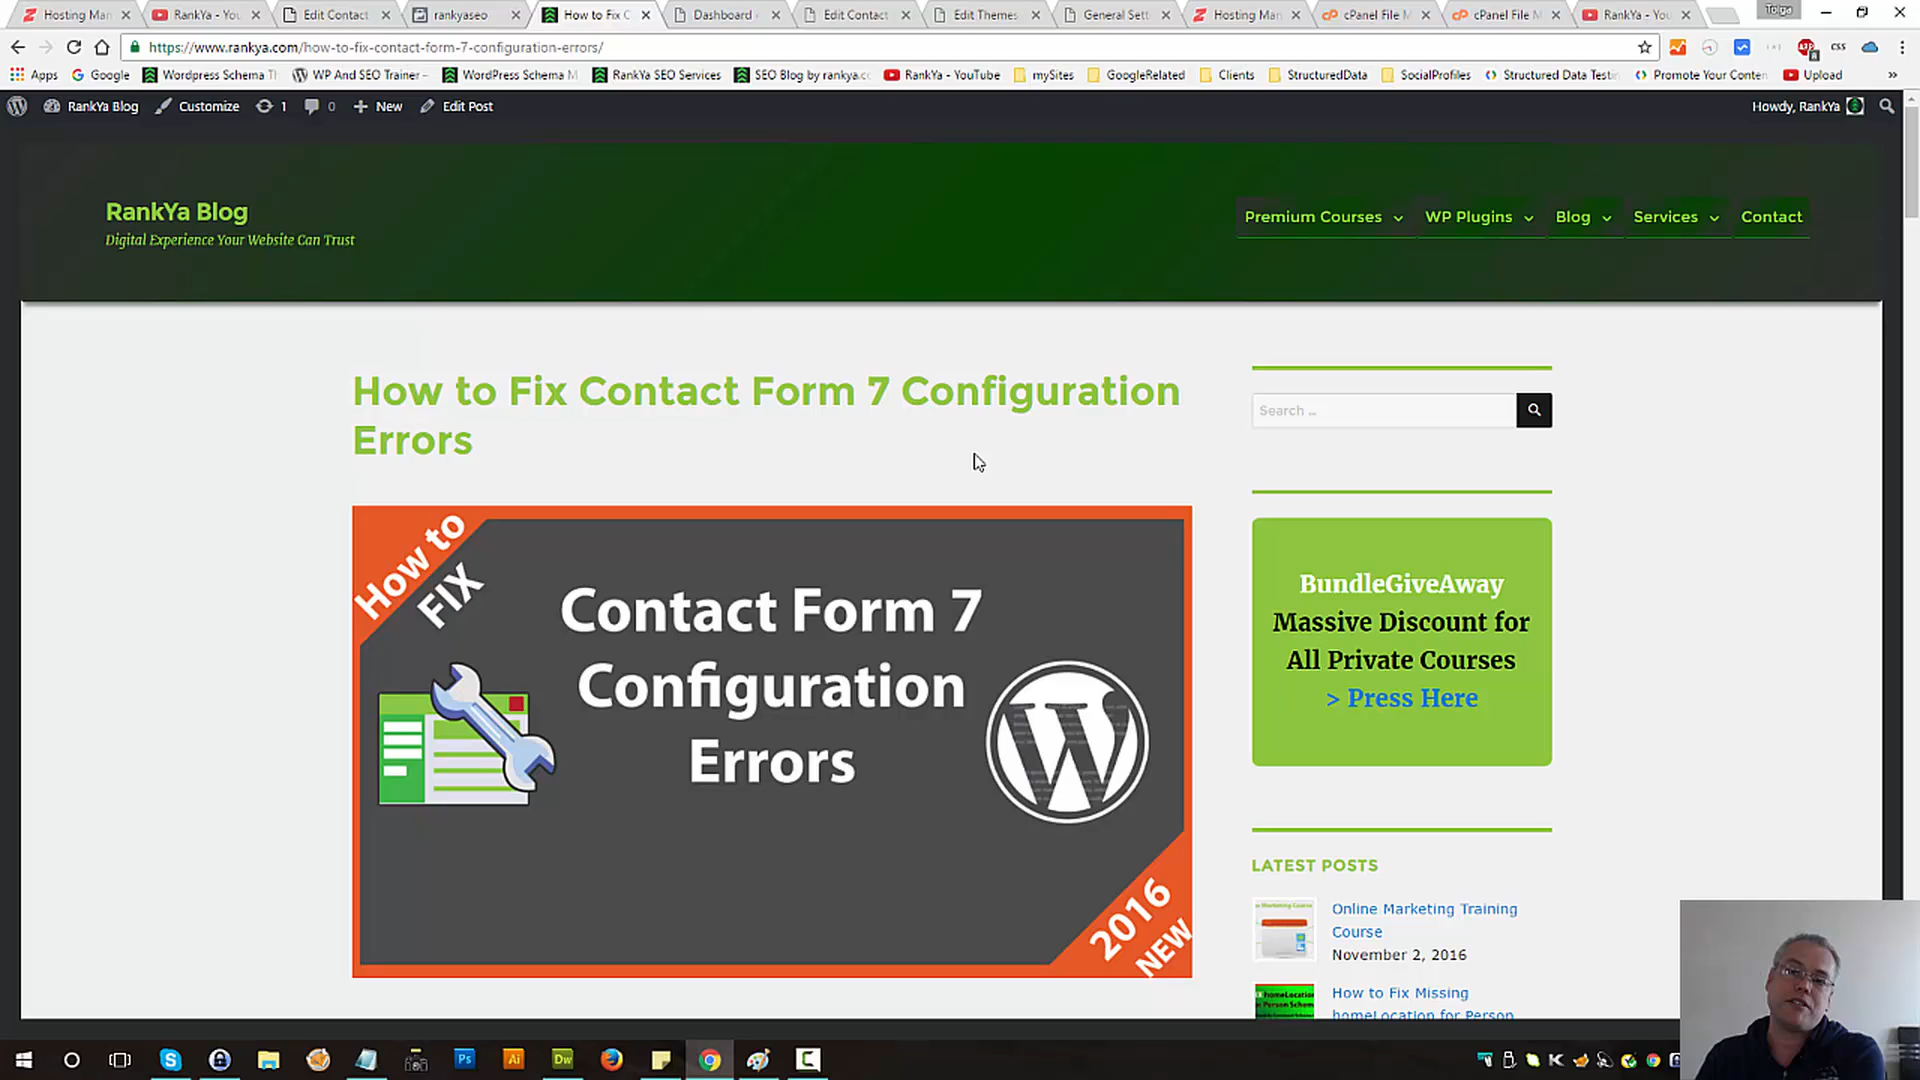 Hosting Man
RankYa - You
Edit Contact
rankyaseo
How to Fix C
Dashboard
Edit Contact
Edit Themes
General Sett
Hosting Man
cPanel File M
cPanel File M
RankYa - You
Tolga
https://www.rankya.com/how-to-fix-contact-form-7-configuration-errors/
Apps
Google
Wordpress Schema T
WP And SEO Trainer -
WordPress Schema M
RankYa SEO Services
SEO Blog by rankya.co
RankYa - YouTube
mySites
GoogleRelated
Clients
StructuredData
SocialProfiles
Structured Data Testin
Promote Your Conten
Upload
RankYa Blog
Customize
1
0
New
Edit Post
Howdy, RankYa
RankYa Blog
Digital Experience Your Website Can Trust
Premium Courses
WP Plugins
Blog
Services
Contact
How to Fix Contact Form 7 Configuration
Errors
Search ...
How to
FIX
Contact Form 7
Configuration
Errors
2016
NEW
BundleGiveAway
Massive Discount for
All Private Courses
> Press Here
LATEST POSTS
Online Marketing Training
Course
November 2, 2016
How to Fix Missing
homeLocation for Person